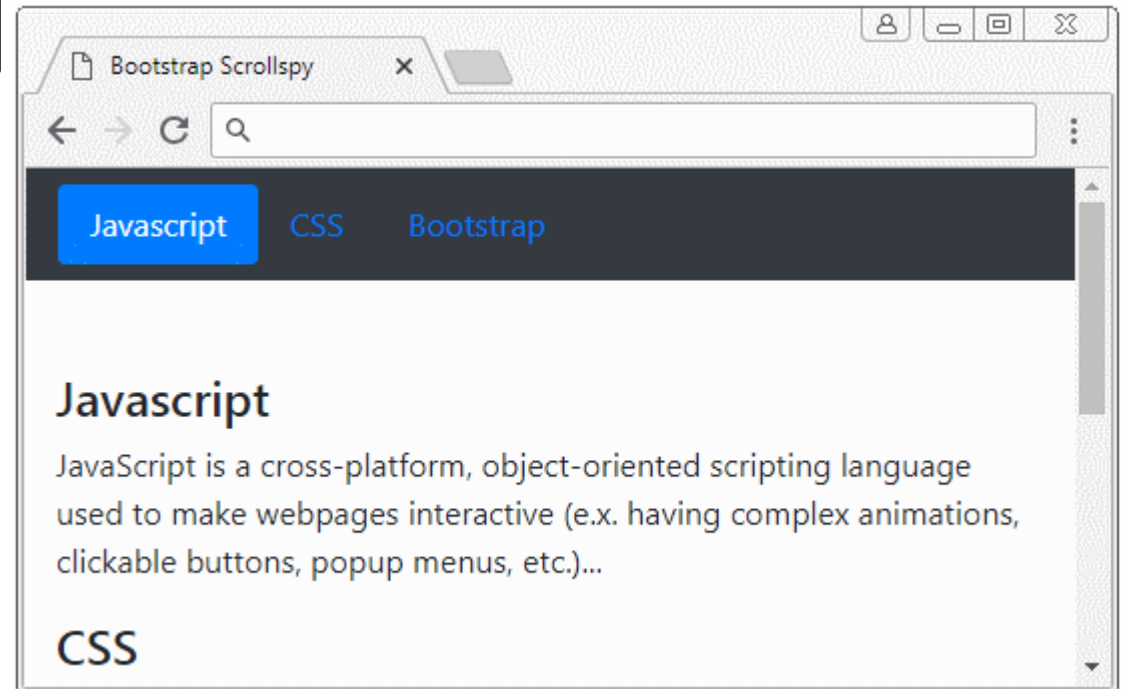 Bootstrap Scrollspy
Javascript CSS Bootstrap
Javascript
JavaScript is a cross-platform, object-oriented scripting language
used to make webpages interactive (e.x. having complex animations,
clickable buttons, popup menus, etc.)...
CSS